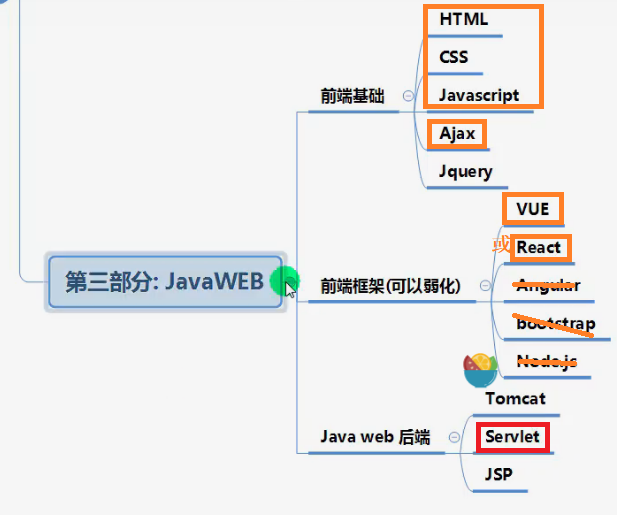 第三部分: JavaWEB
前端基础
HTML
CSS
Javascript
Ajax
Jquery
前端框架(可以弱化)
VUE
或
React
Angular
bootstrap
Node.js
Java web 后端
Tomcat
Servlet
JSP